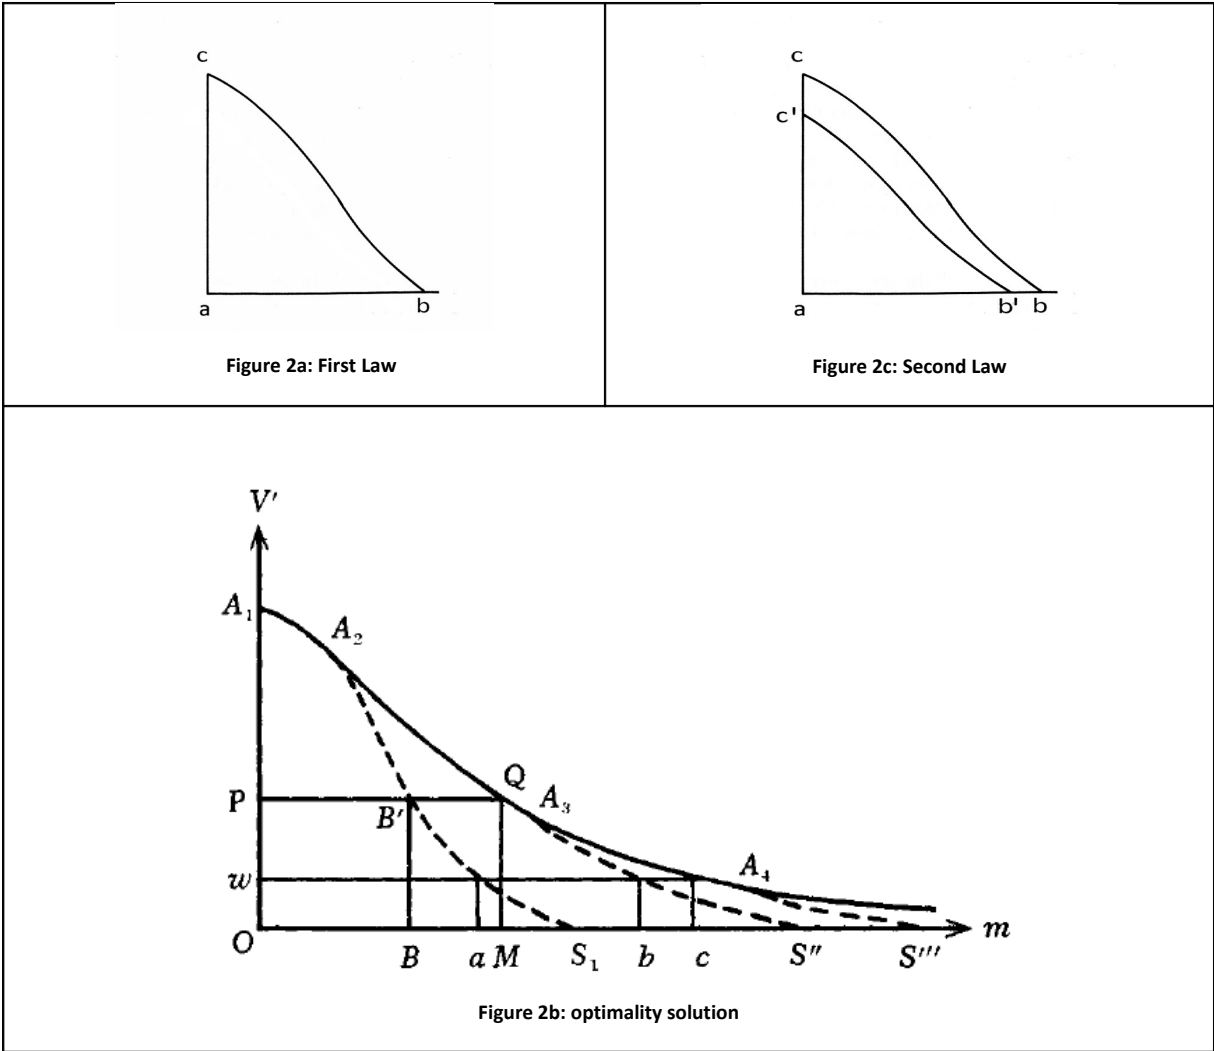 c
a
b
Figure 2a: First Law
c
c'
a
b' b
Figure 2c: Second Law
V'
A₁
A₂
Q
P
A₃
B'
A₄
w
O
B
a M
S₁
b
c
S''
S'''
m
Figure 2b: optimality solution